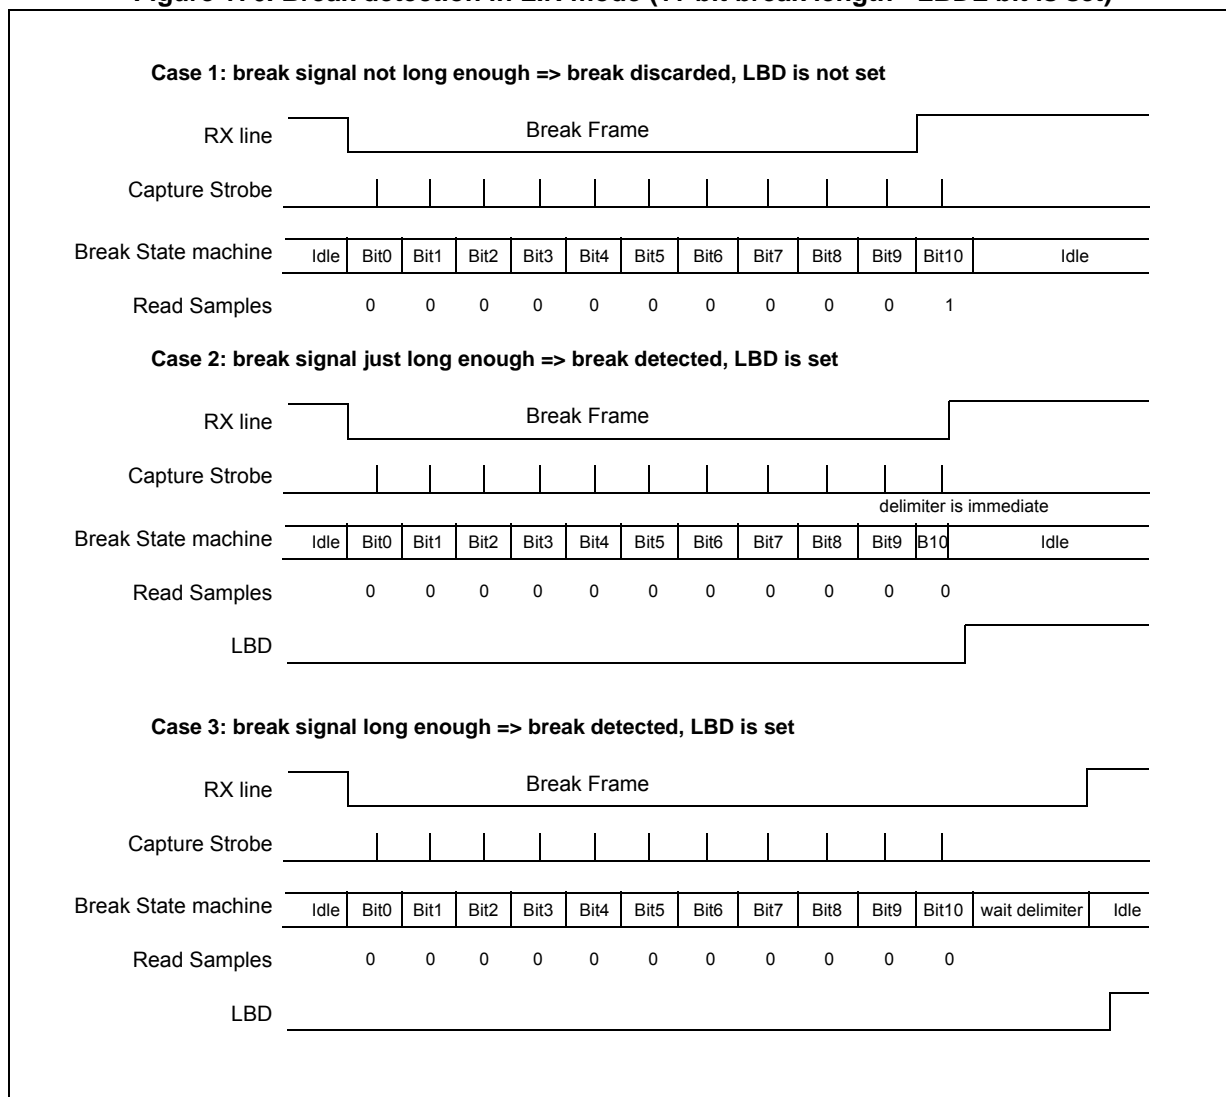 Case 1: break signal not long enough => break discarded, LBD is not set
RX line Break Frame
Capture Strobe
Break State machine Idle Bit0 Bit1 Bit2 Bit3 Bit4 Bit5 Bit6 Bit7 Bit8 Bit9 Bit10 Idle
Read Samples 0 0 0 0 0 0 0 0 0 0 1
Case 2: break signal just long enough => break detected, LBD is set
RX line Break Frame
Capture Strobe
delimiter is immediate
Break State machine Idle Bit0 Bit1 Bit2 Bit3 Bit4 Bit5 Bit6 Bit7 Bit8 Bit9 B10 Idle
Read Samples 0 0 0 0 0 0 0 0 0 0 0
LBD
Case 3: break signal long enough => break detected, LBD is set
RX line Break Frame
Capture Strobe
Break State machine Idle Bit0 Bit1 Bit2 Bit3 Bit4 Bit5 Bit6 Bit7 Bit8 Bit9 Bit10 wait delimiter Idle
Read Samples 0 0 0 0 0 0 0 0 0 0 0
LBD